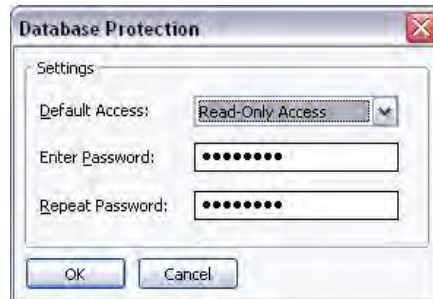 Database Protection
Settings
Default Access: Read-Only Access
Enter Password: ●●●●●●●●
Repeat Password: ●●●●●●●●
OK Cancel